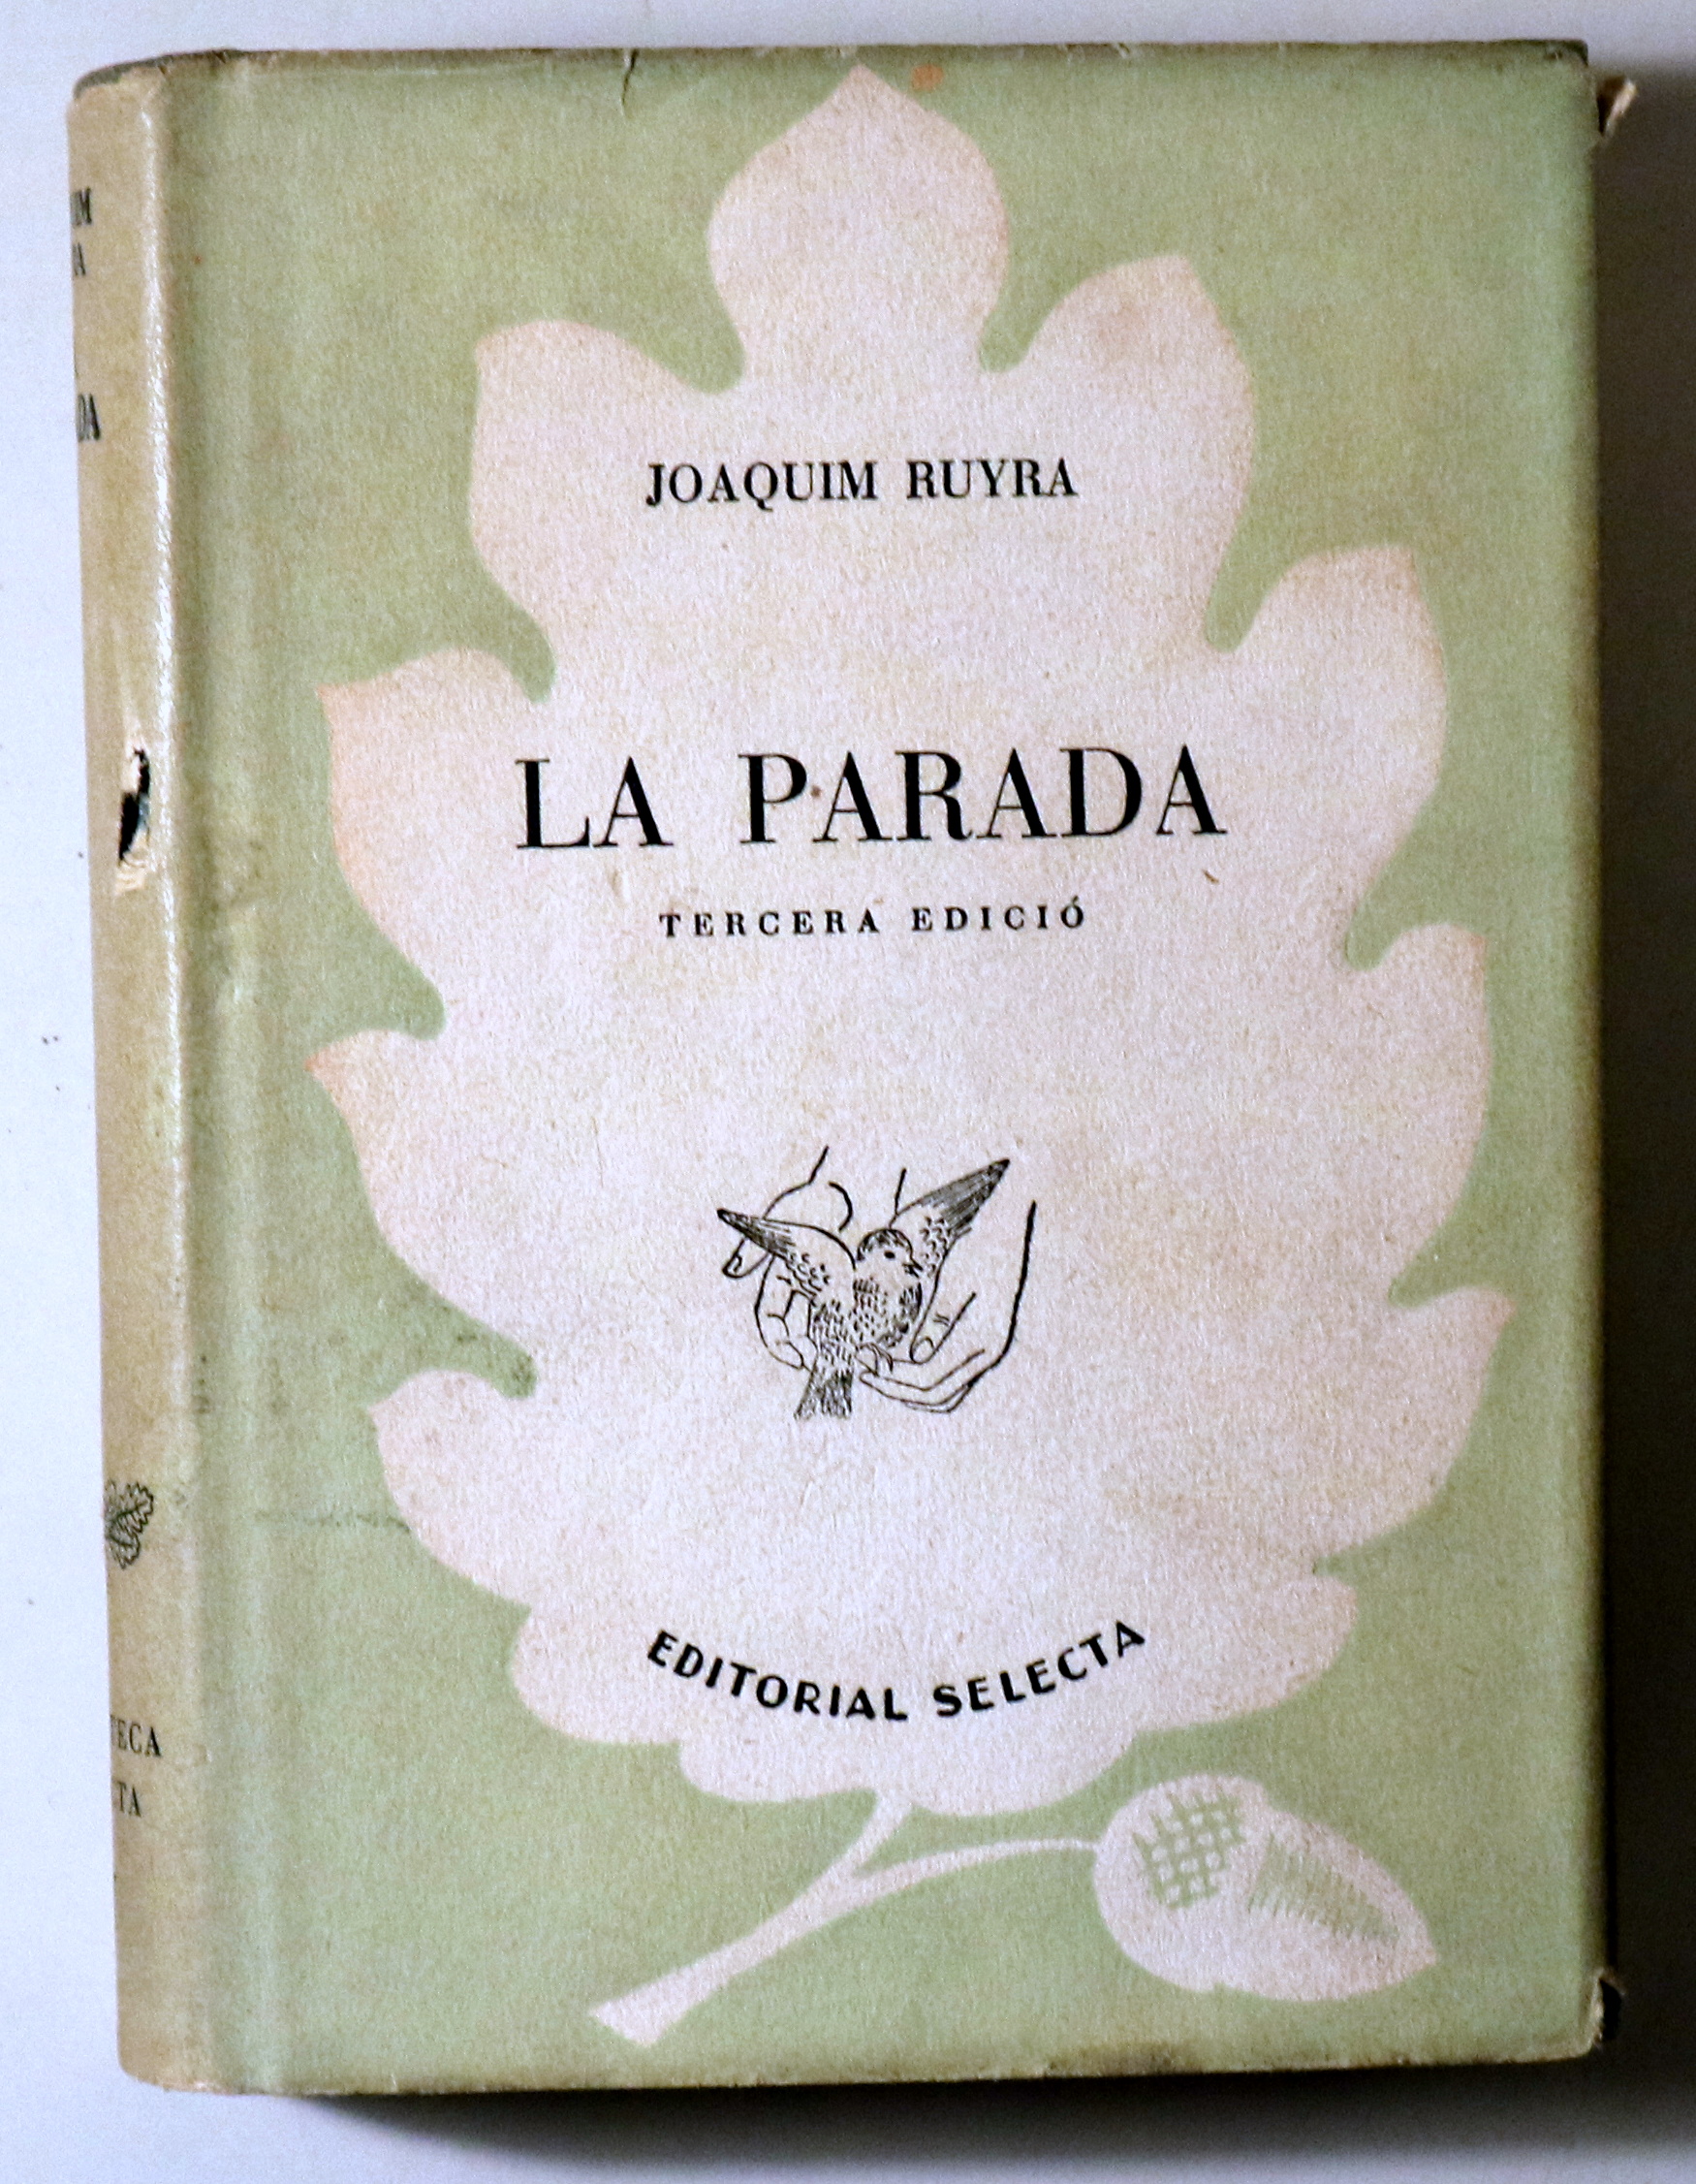 JOAQUIM RUYRA
LA PARADA
TERCERA EDICIÓ
EDITORIAL SELECTA